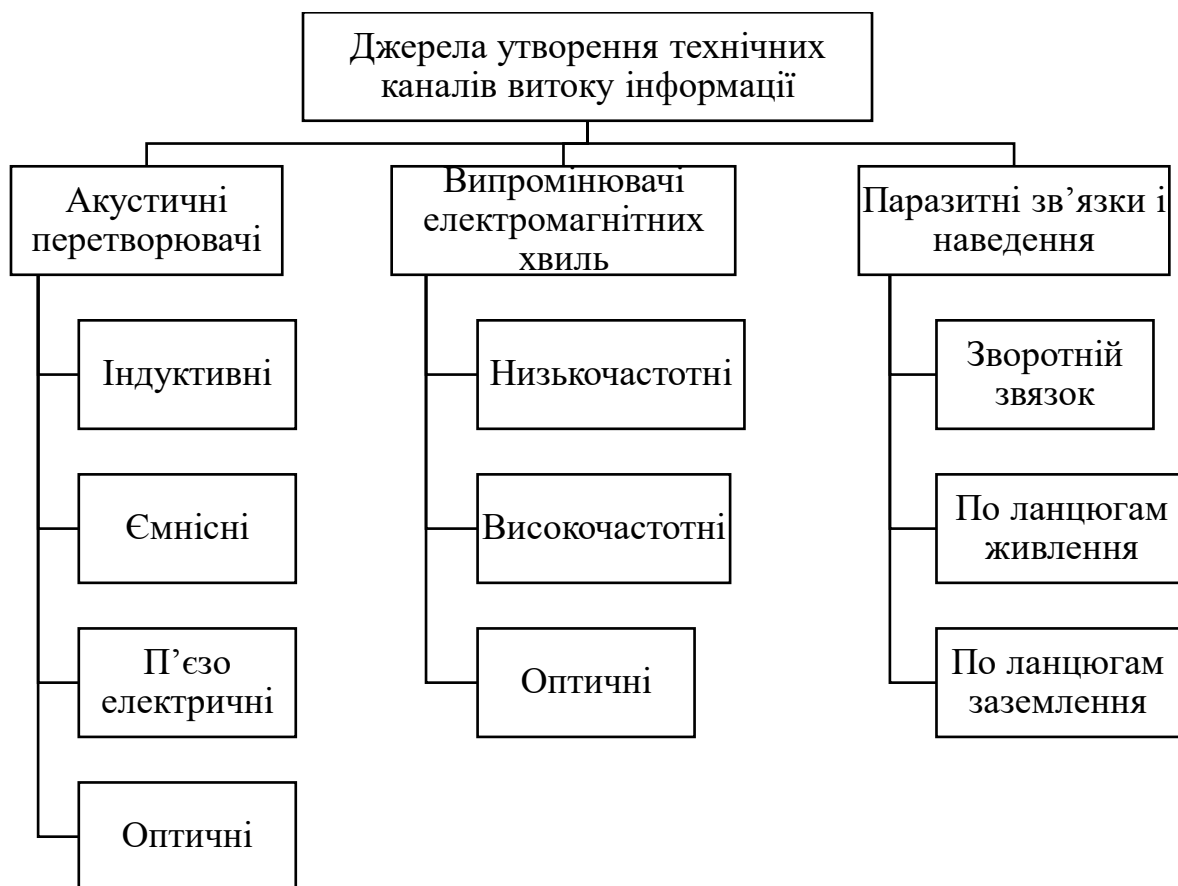 Джерела утворення технічних
каналів витоку інформації
Акустичні
перетворювачі
Індуктивні
Ємнісні
П’єзо
електричні
Оптичні
Випромінювачі
електромагнітних
хвиль
Низькочастотні
Високочастотні
Оптичні
Паразитні зв’язки і
наведення
Зворотній
звязок
По ланцюгам
живлення
По ланцюгам
заземлення